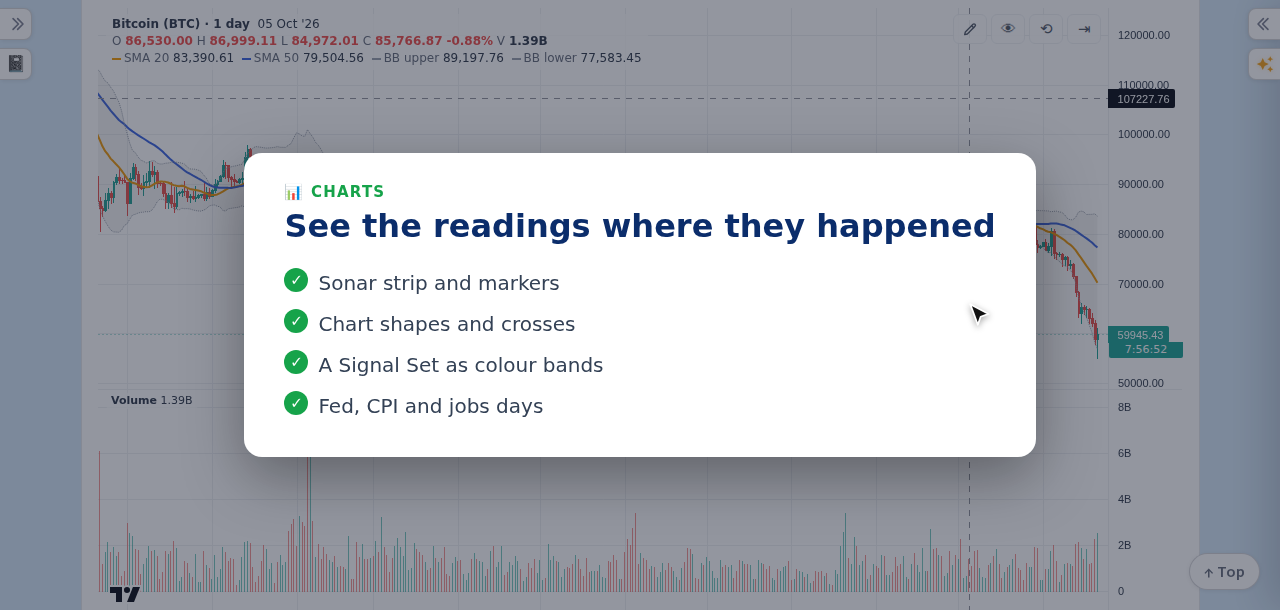 Bitcoin (BTC) · 1 day 05 Oct '26
O 86,530.00 H 86,999.11 L 84,972.01 C 85,766.87 -0.88% V 1.39B
SMA 20 83,390.61 SMA 50 79,504.56 BB upper 89,197.76 BB lower 77,583.45
120000.00
110000.00
107227.76
100000.00
90000.00
80000.00
70000.00
59945.43
7:56:52
50000.00
📊 CHARTS
See the readings where they happened
✓ Sonar strip and markers
✓ Chart shapes and crosses
✓ A Signal Set as colour bands
✓ Fed, CPI and jobs days
Volume 1.39B
8B
6B
4B
2B
0
↑ Top